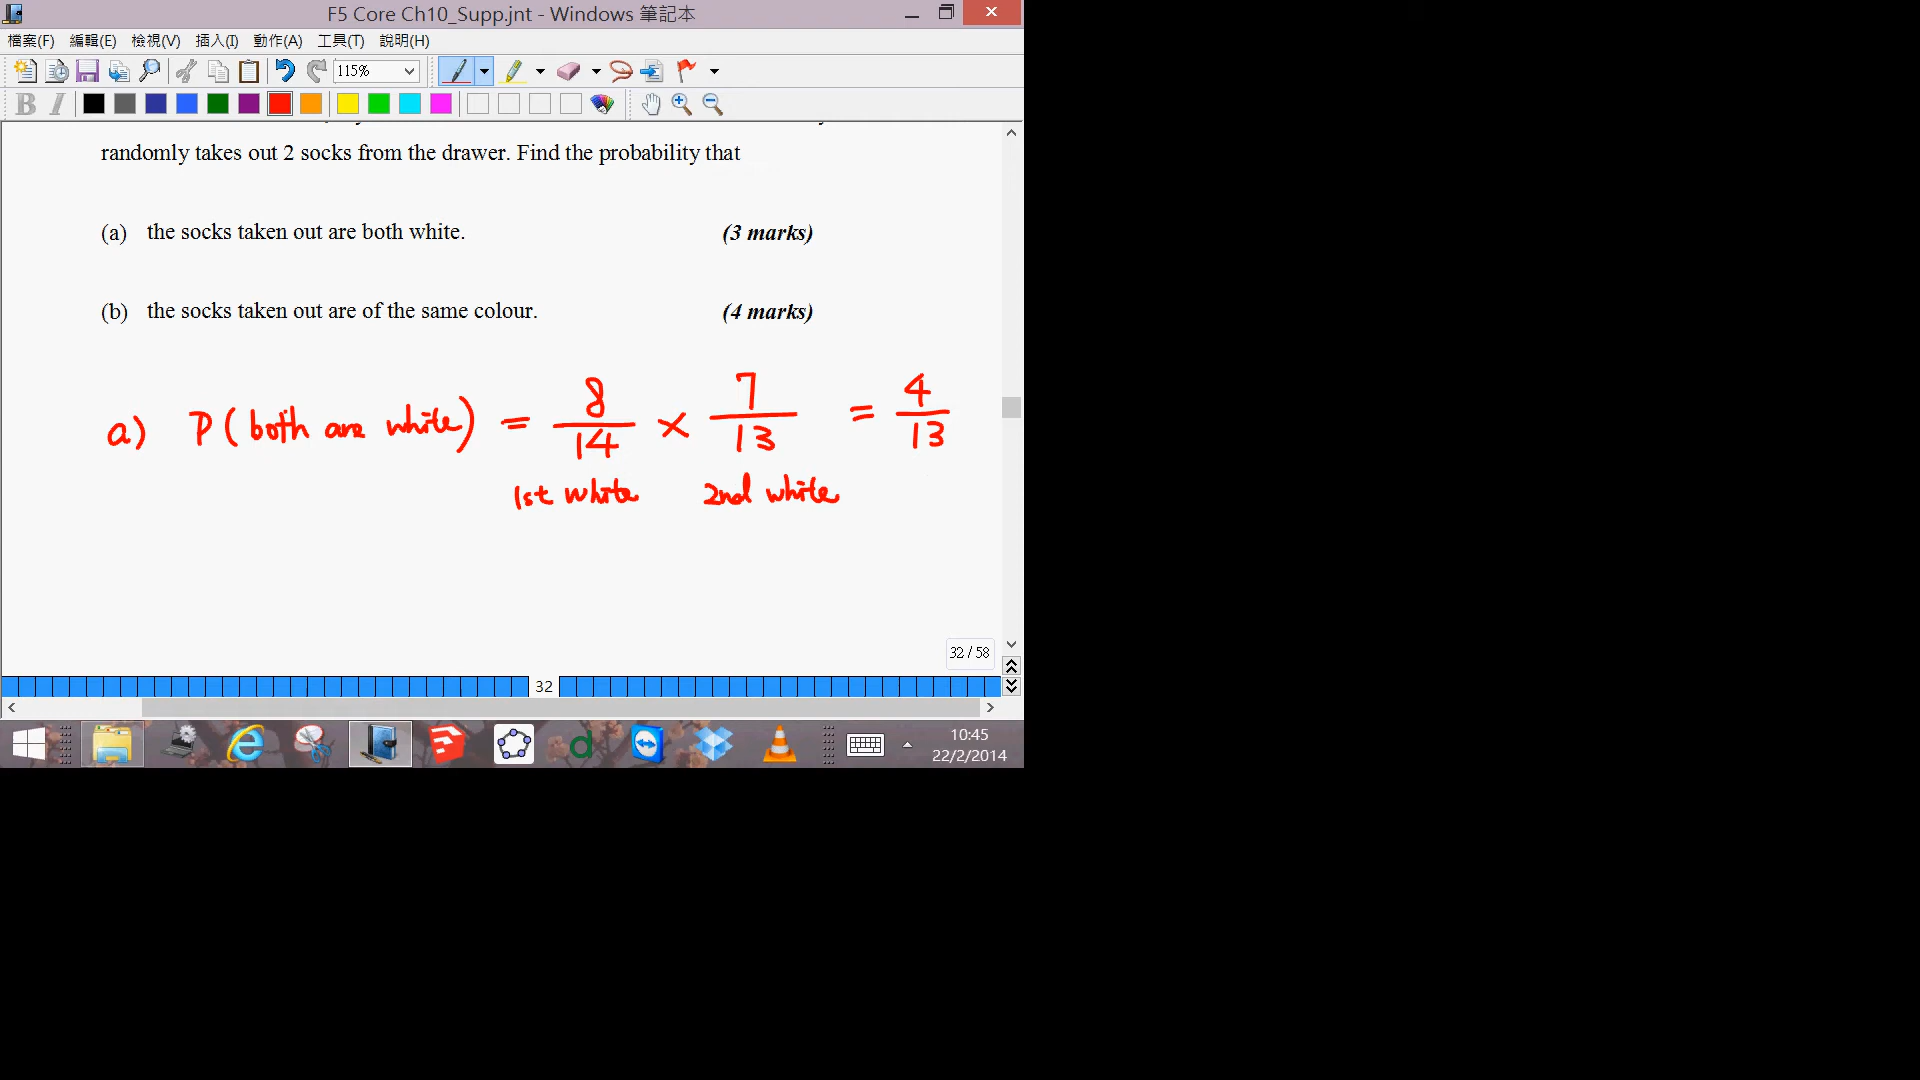 F5 Core Ch10_Supp.jnt - Windows 筆記本
檔案(F) 編輯(E) 檢視(V) 插入(I) 動作(A) 工具(T) 說明(H)
115%
B I
randomly takes out 2 socks from the drawer. Find the probability that
(a) the socks taken out are both white. (3 marks)
(b) the socks taken out are of the same colour. (4 marks)
a) P(both are white) = 8/14 × 7/13 = 4/13
1st white 2nd white
32 / 58
32
d
10:45
22/2/2014